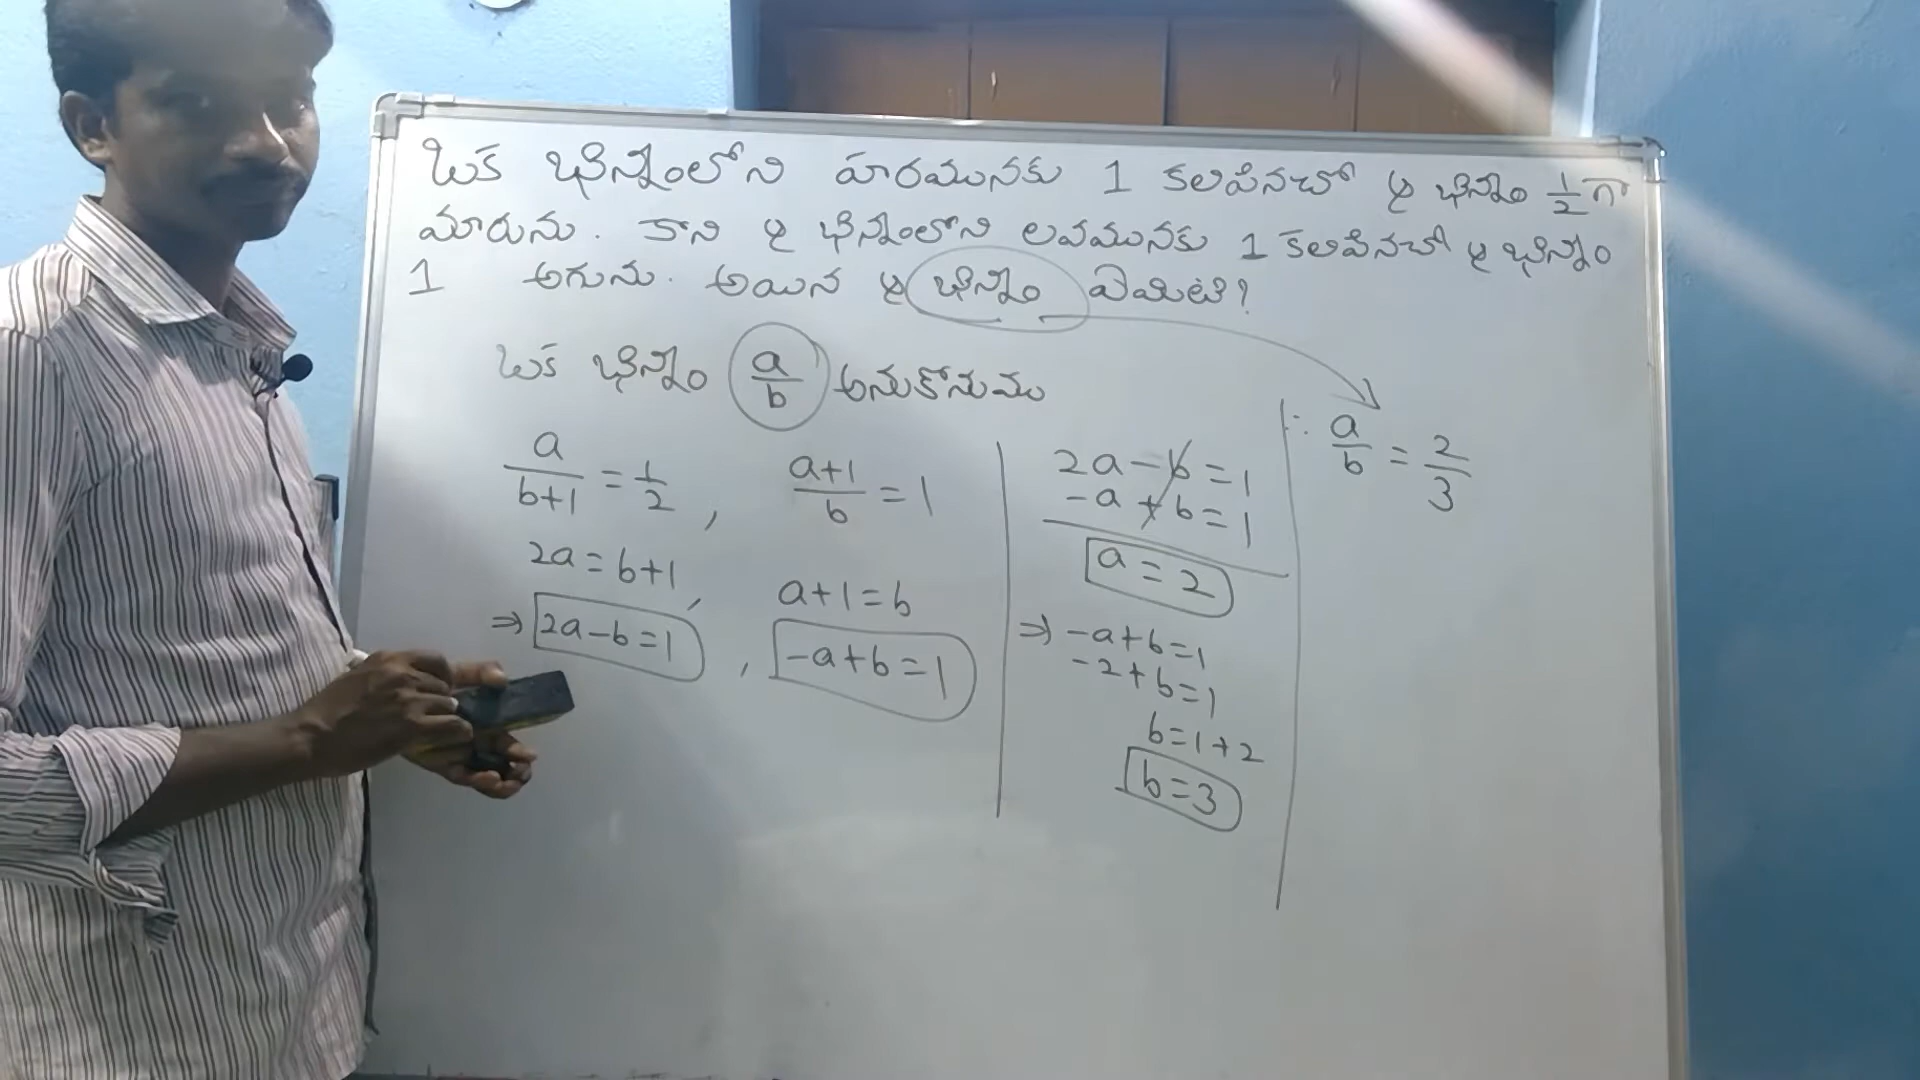 ఒక భిన్నంలోని హారమునకు 1 కలిపినచో ఆ భిన్నం 1/2 గా
మారును. కాని ఆ భిన్నంలోని లవమునకు 1 కలిపినచో ఆ భిన్నం
1 అగును. అయిన ఆ భిన్నం ఏమిటి?
ఒక భిన్నం a/b అనుకొనుము
a/(b+1) = 1/2 , (a+1)/b = 1
2a = b+1 , a+1 = b
⇒ 2a-b=1 , -a+b=1
2a-b=1
-a+b=1
a=2
⇒ -a+b=1
-2+b=1
b=1+2
b=3
∴ a/b = 2/3